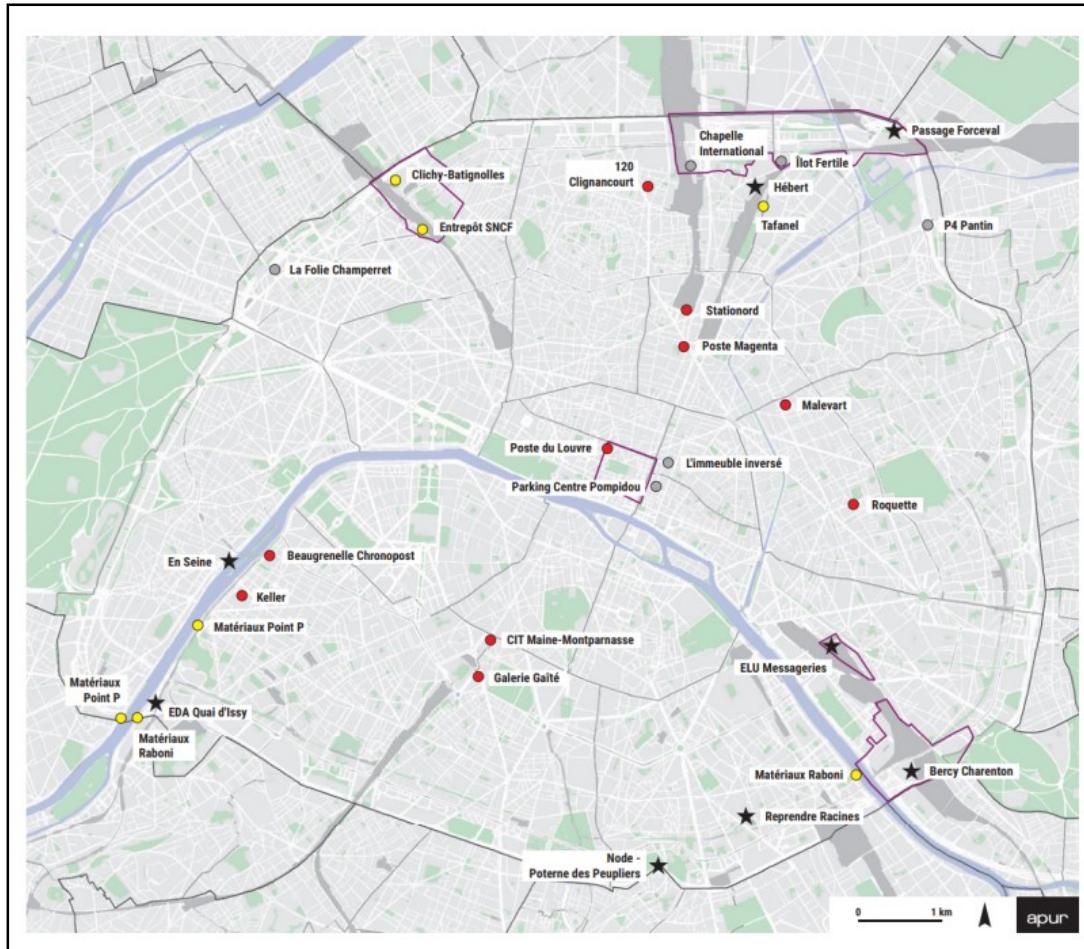 Passage Forceval
Chapelle
International
Îlot Fertile
120
Clignancourt
Clichy-Batignolles
Hébert
Tafanel
P4 Pantin
Entrepôt SNCF
La Folie Champerret
Stationord
Poste Magenta
Malevart
Poste du Louvre
L'immeuble inversé
Parking Centre Pompidou
Roquette
En Seine
Beaugrenelle Chronopost
Keller
Matériaux Point P
CIT Maine-Montparnasse
ELU Messageries
Galerie Gaîté
Matériaux
Point P
EDA Quai d'Issy
Matériaux
Raboni
Matériaux Raboni
Bercy Charenton
Reprendre Racines
Node -
Poterne des Peupliers
0 1 km
apur